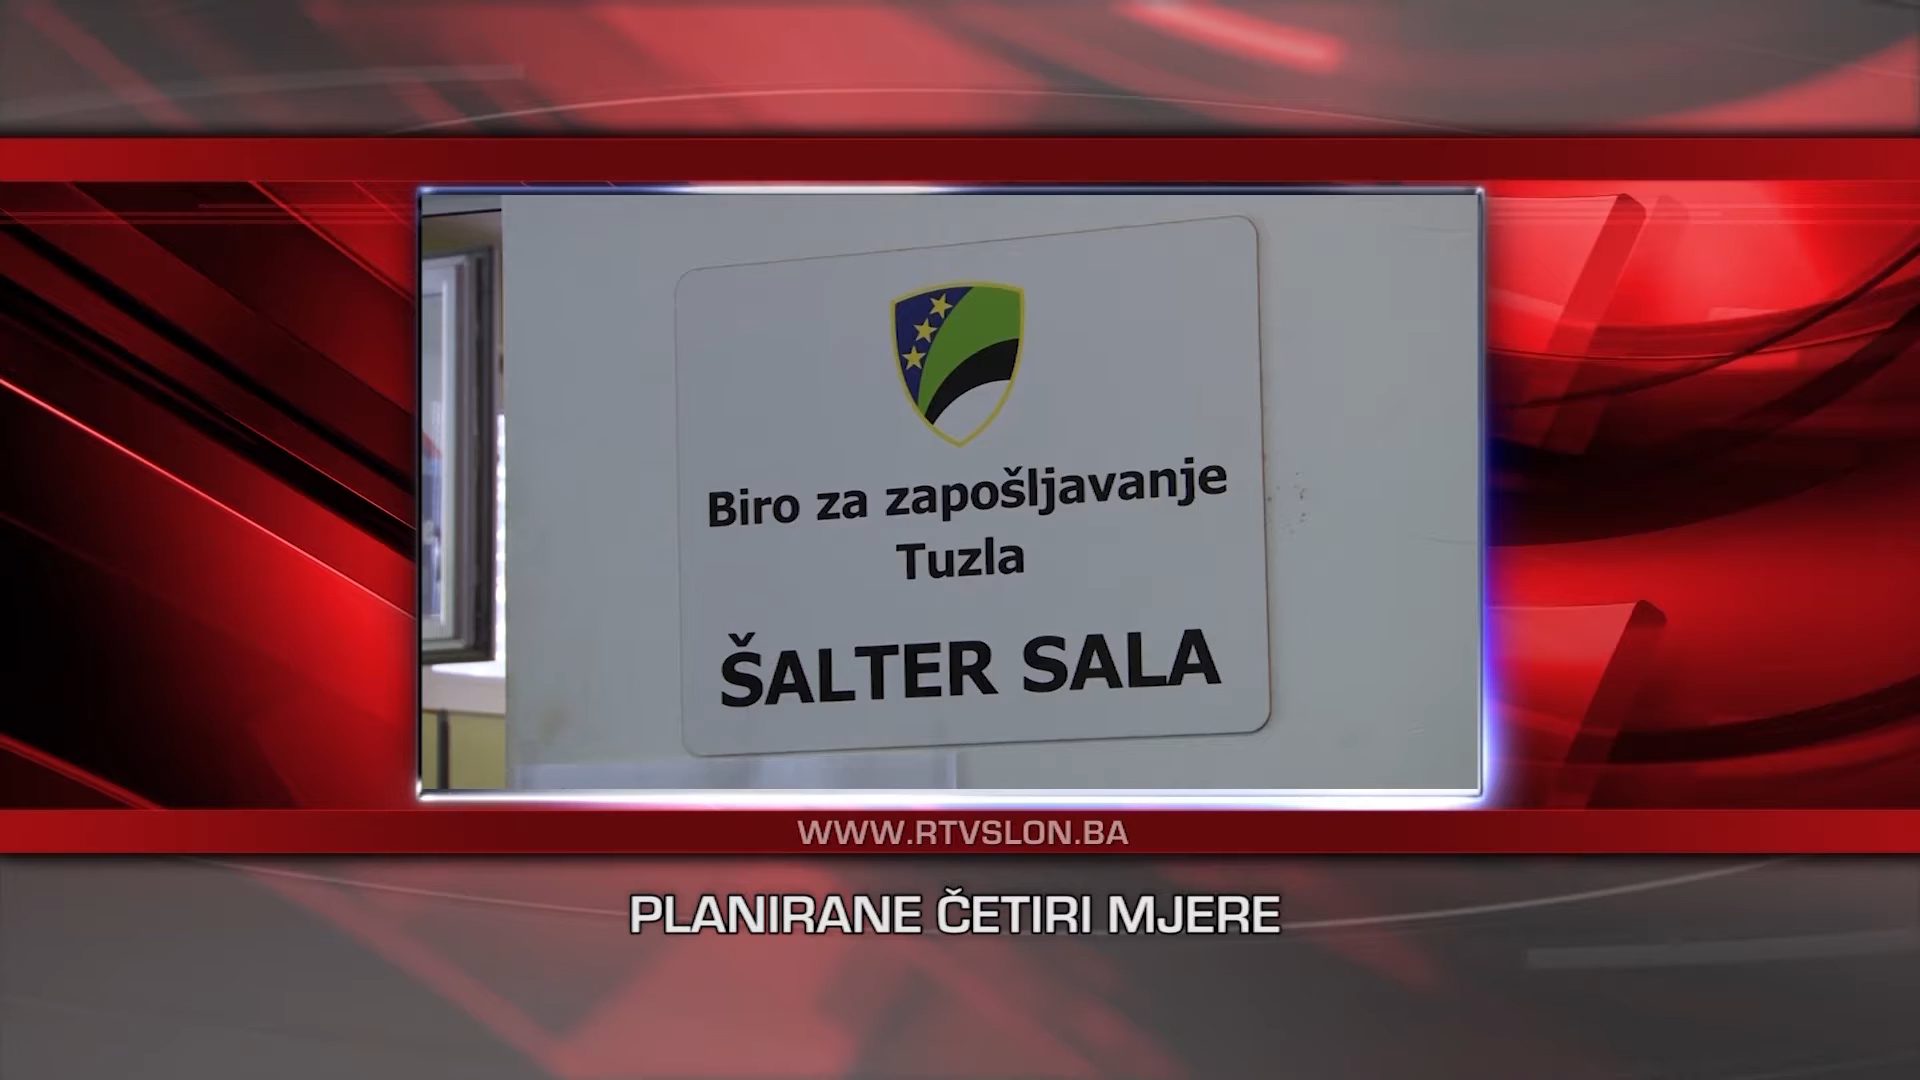 Biro za zapošljavanje
Tuzla
ŠALTER SALA
WWW.RTVSLON.BA
PLANIRANE ČETIRI MJERE